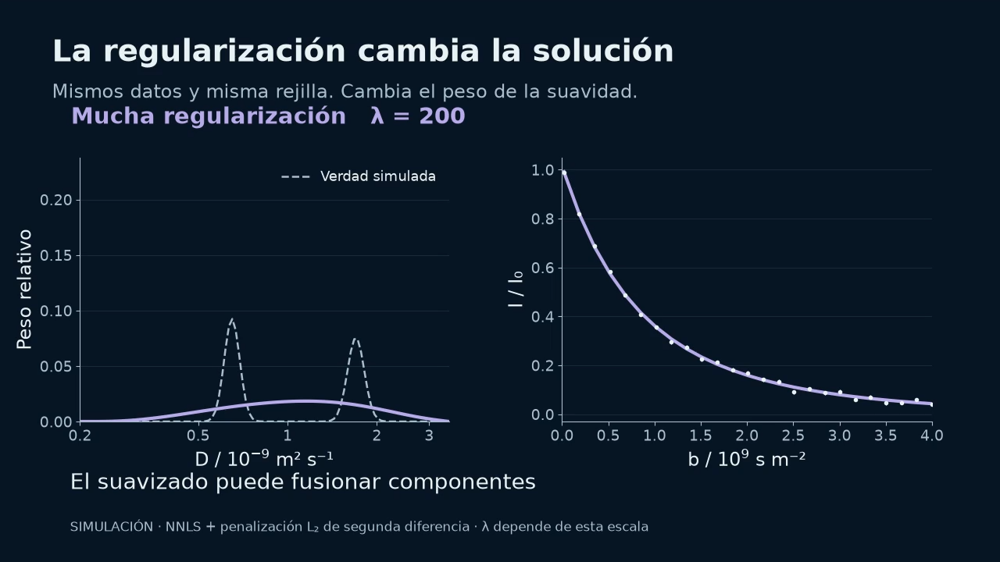 La regularización cambia la solución
Mismos datos y misma rejilla. Cambia el peso de la suavidad.
Mucha regularización λ = 200
Verdad simulada
Peso relativo
0.20
0.15
0.10
0.05
0.00
0.2 0.5 1 2 3
D / 10⁻⁹ m² s⁻¹
I / I₀
1.0
0.8
0.6
0.4
0.2
0.0
0.0 0.5 1.0 1.5 2.0 2.5 3.0 3.5 4.0
b / 10⁹ s m⁻²
El suavizado puede fusionar componentes
SIMULACIÓN · NNLS + penalización L₂ de segunda diferencia · λ depende de esta escala